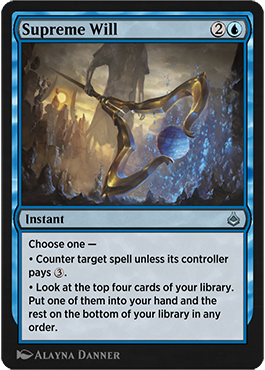 Supreme Will 2
Instant
Choose one —
• Counter target spell unless its controller
pays 3.
• Look at the top four cards of your library.
Put one of them into your hand and the
rest on the bottom of your library in any
order.
ALAYNA DANNER